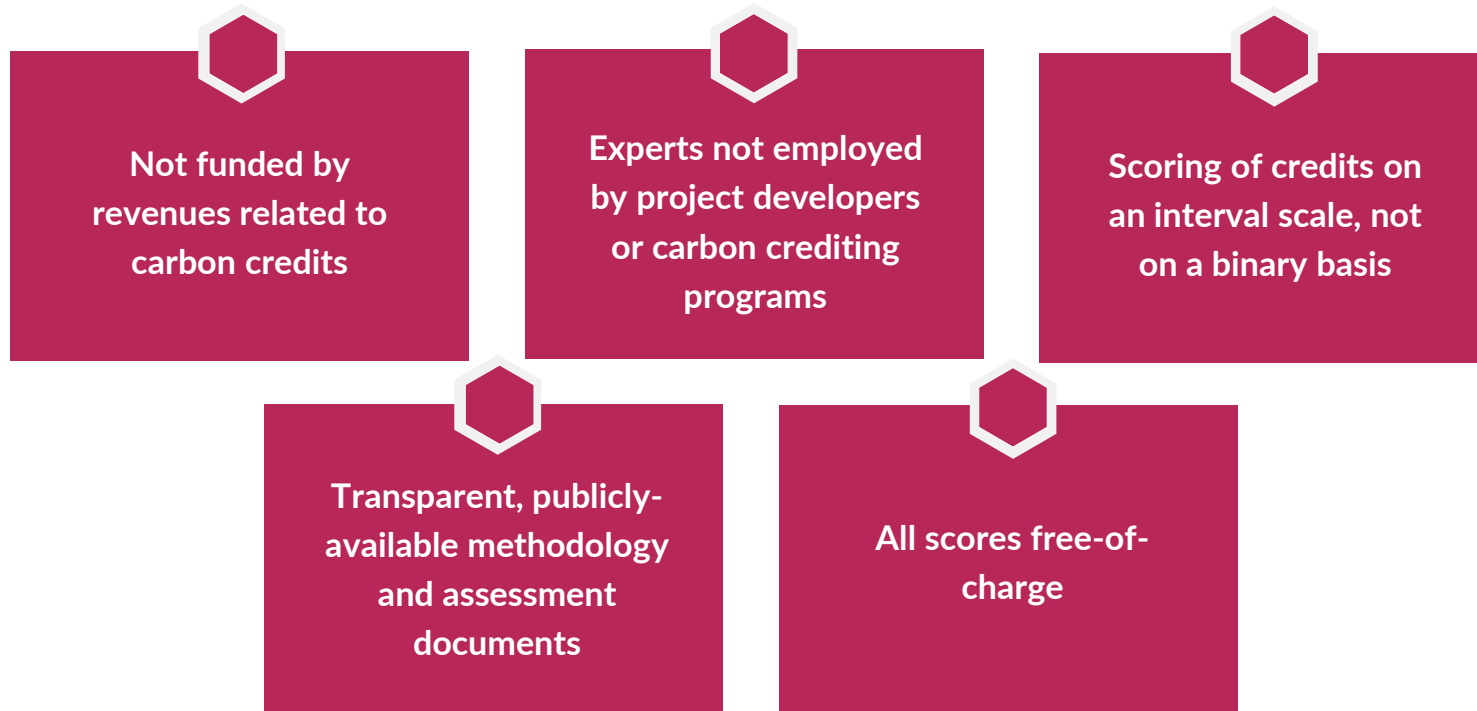 Not funded by
revenues related to
carbon credits
Experts not employed
by project developers
or carbon crediting
programs
Scoring of credits on
an interval scale, not
on a binary basis
Transparent, publicly-
available methodology
and assessment
documents
All scores free-of-
charge